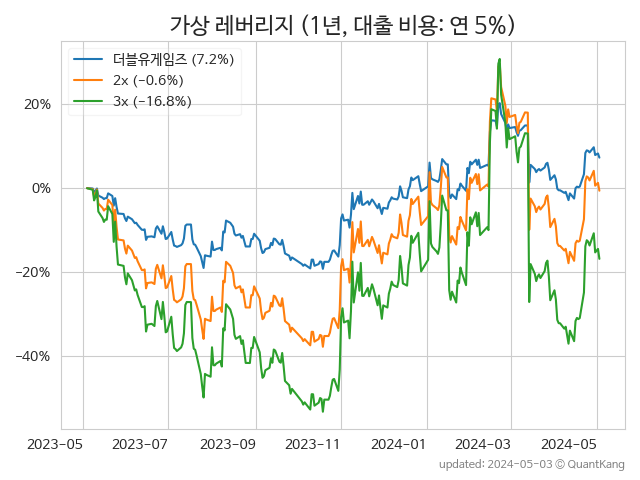 가상 레버리지 (1년, 대출 비용: 연 5%)
더블유게임즈 (7.2%)
2x (−0.6%)
3x (−16.8%)
20%
0%
−20%
−40%
2023-05 2023-07 2023-09 2023-11 2024-01 2024-03 2024-05
updated: 2024-05-03 © QuantKang